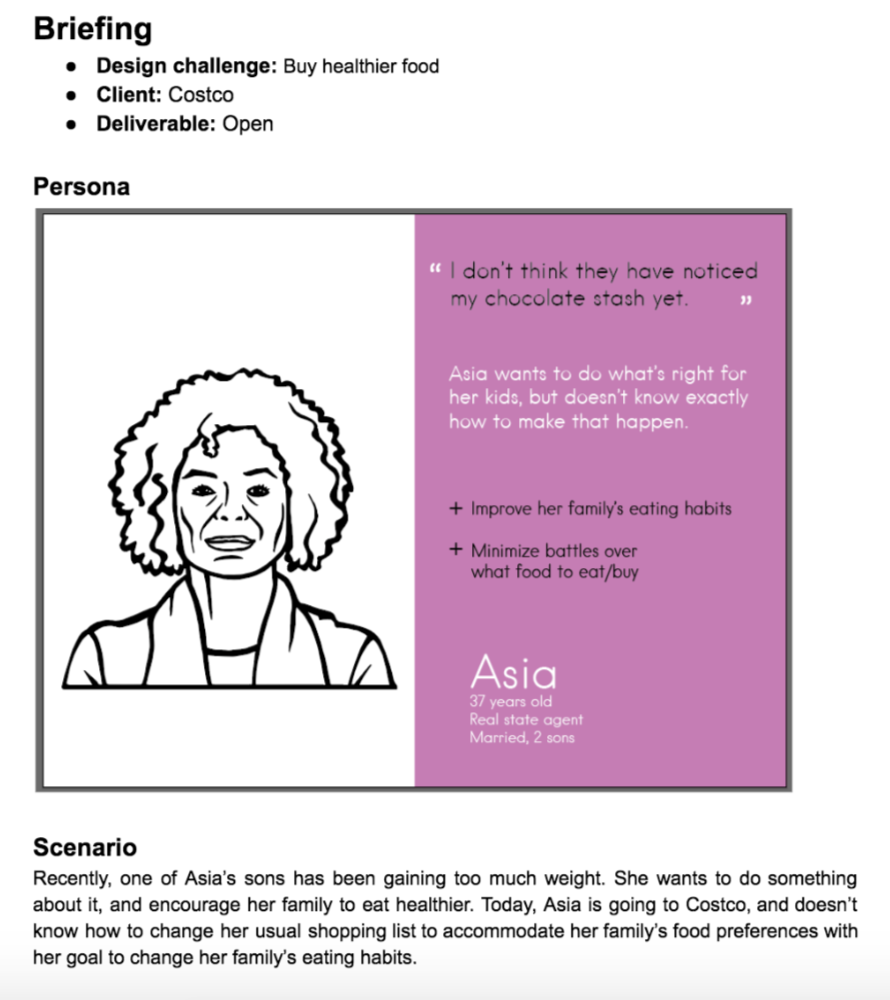 Briefing
● Design challenge: Buy healthier food
● Client: Costco
● Deliverable: Open
Persona
“ I don't think they have noticed
my chocolate stash yet. ”
Asia wants to do what's right for
her kids, but doesn't know exactly
how to make that happen.
+ Improve her family's eating habits
+ Minimize battles over
what food to eat/buy
Asia
37 years old
Real state agent
Married, 2 sons
Scenario
Recently, one of Asia's sons has been gaining too much weight. She wants to do something
about it, and encourage her family to eat healthier. Today, Asia is going to Costco, and doesn't
know how to change her usual shopping list to accommodate her family's food preferences with
her goal to change her family's eating habits.